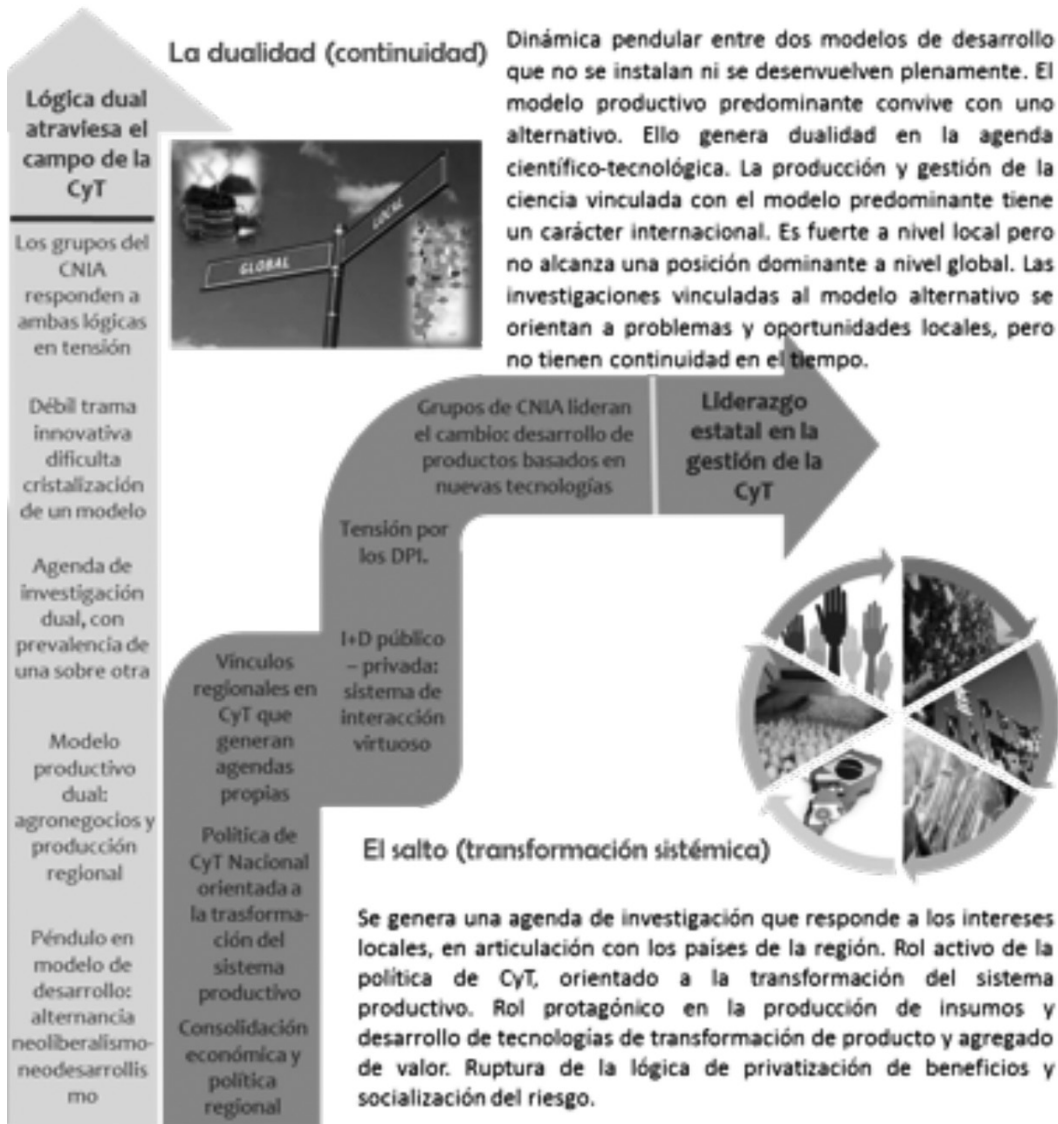 La dualidad (continuidad)
Dinámica pendular entre dos modelos de desarrollo
que no se instalan ni se desenvuelven plenamente. El
modelo productivo predominante convive con uno
alternativo. Ello genera dualidad en la agenda
científico-tecnológica. La producción y gestión de la
ciencia vinculada con el modelo predominante tiene
un carácter internacional. Es fuerte a nivel local pero
no alcanza una posición dominante a nivel global. Las
investigaciones vinculadas al modelo alternativo se
orientan a problemas y oportunidades locales, pero
no tienen continuidad en el tiempo.
Lógica dual
atraviesa el
campo de la
CyT
Los grupos del
CNIA
responden a
ambas lógicas
en tensión
Débil trama
innovativa
dificulta
cristalización
de un modelo
Agenda de
investigación
dual, con
prevalencia de
una sobre otra
Modelo
productivo
dual:
agronegocios y
producción
regional
Péndulo en
modelo de
desarrollo:
alternancia
neoliberalismo-
neodesarrollis
mo
GLOBAL
LOCAL
Grupos de CNIA lideran
el cambio: desarrollo de
productos basados en
nuevas tecnologías
Liderazgo
estatal en la
gestión de la
CyT
Tensión por
los DPI.
I+D público
– privada:
sistema de
interacción
virtuoso
Vínculos
regionales en
CyT que
generan
agendas
propias
Política de
CyT Nacional
orientada a
la trasforma-
ción del
sistema
productivo
Consolidación
económica y
política
regional
El salto (transformación sistémica)
Se genera una agenda de investigación que responde a los intereses
locales, en articulación con los países de la región. Rol activo de la
política de CyT, orientado a la transformación del sistema
productivo. Rol protagónico en la producción de insumos y
desarrollo de tecnologías de transformación de producto y agregado
de valor. Ruptura de la lógica de privatización de beneficios y
socialización del riesgo.